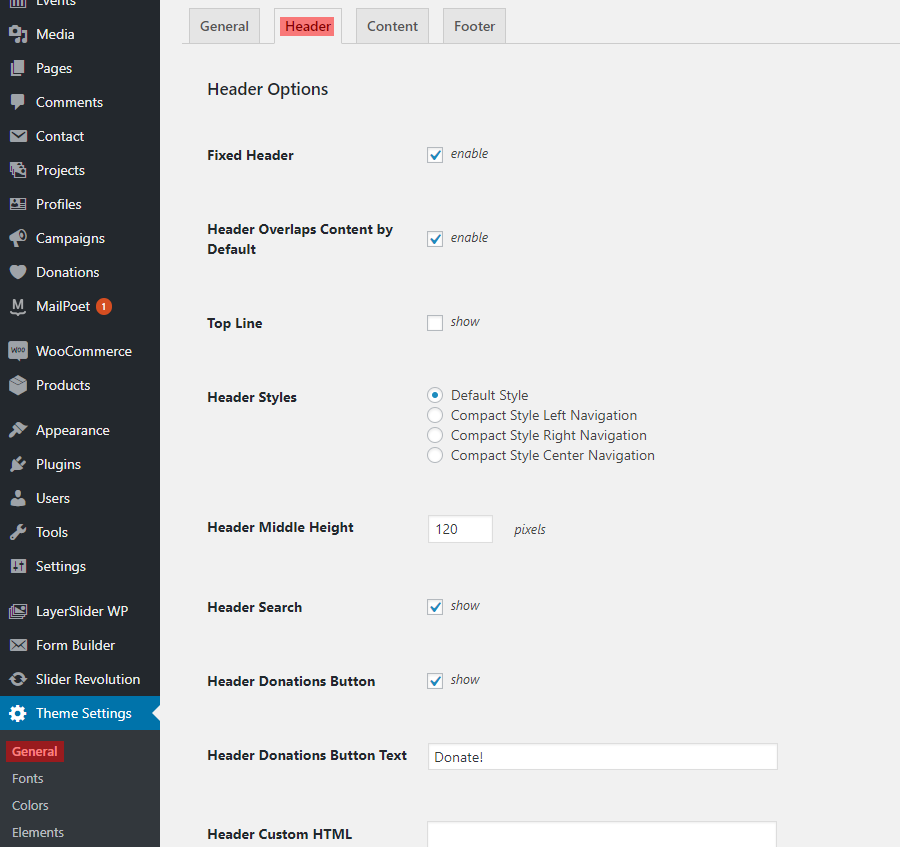 Events
Media
Pages
Comments
Contact
Projects
Profiles
Campaigns
Donations
MailPoet 1
Woo WooCommerce
Products
Appearance
Plugins
Users
Tools
Settings
LayerSlider WP
Form Builder
Slider Revolution
Theme Settings
General
Fonts
Colors
Elements
General Header Content Footer
Header Options
Fixed Header enable
Header Overlaps Content by
Default
enable
Top Line show
Header Styles Default Style
Compact Style Left Navigation
Compact Style Right Navigation
Compact Style Center Navigation
Header Middle Height 120 pixels
Header Search show
Header Donations Button show
Header Donations Button Text Donate!
Header Custom HTML